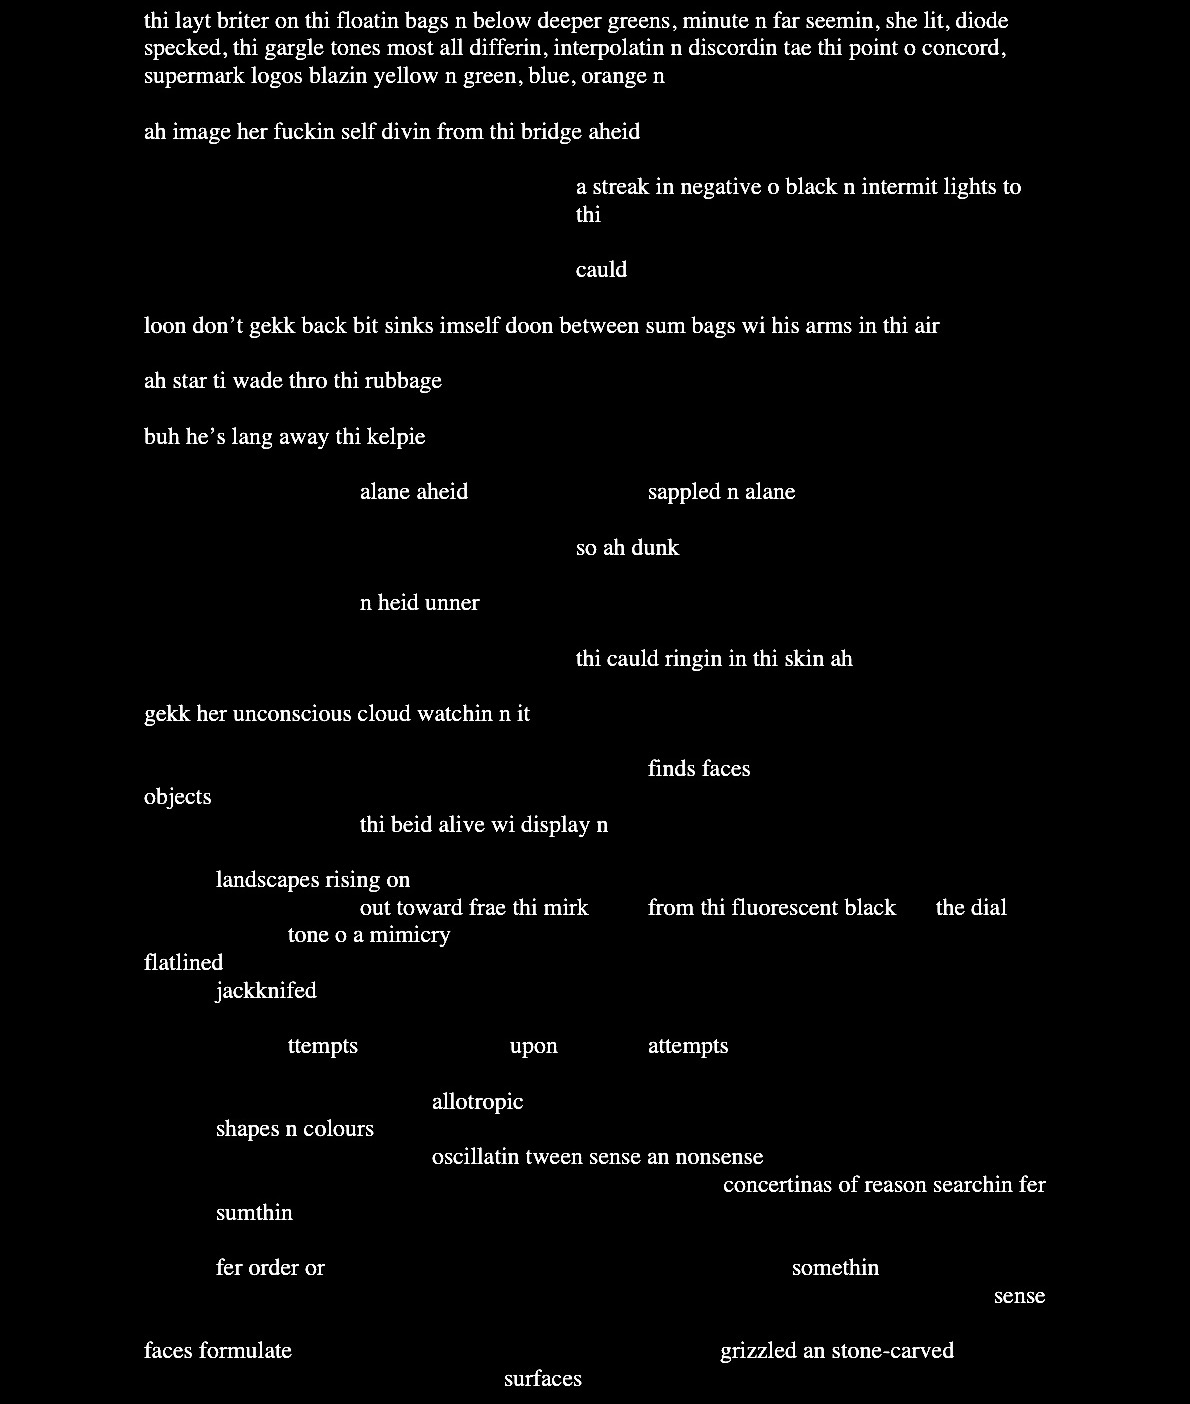 thi layt briter on thi floatin bags n below deeper greens, minute n far seemin, she lit, diode
specked, thi gargle tones most all differin, interpolatin n discordin tae thi point o concord,
supermark logos blazin yellow n green, blue, orange n
ah image her fuckin self divin from thi bridge aheid
a streak in negative o black n intermit lights to
thi
cauld
loon don’t gekk back bit sinks imself doon between sum bags wi his arms in thi air
ah star ti wade thro thi rubbage
buh he’s lang away thi kelpie
alane aheid sappled n alane
so ah dunk
n heid unner
thi cauld ringin in thi skin ah
gekk her unconscious cloud watchin n it
finds faces
objects
thi beid alive wi display n
landscapes rising on
out toward frae thi mirk from thi fluorescent black the dial
tone o a mimicry
flatlined
jackknifed
ttempts upon attempts
allotropic
shapes n colours
oscillatin tween sense an nonsense
concertinas of reason searchin fer
sumthin
fer order or somethin
sense
faces formulate grizzled an stone-carved
surfaces